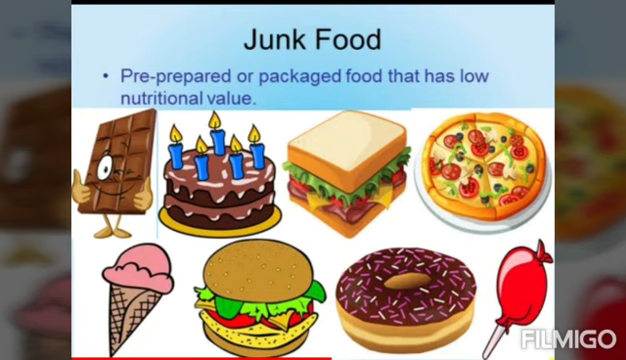 Junk Food
• Pre-prepared or packaged food that has low
nutritional value.
FILMIGO